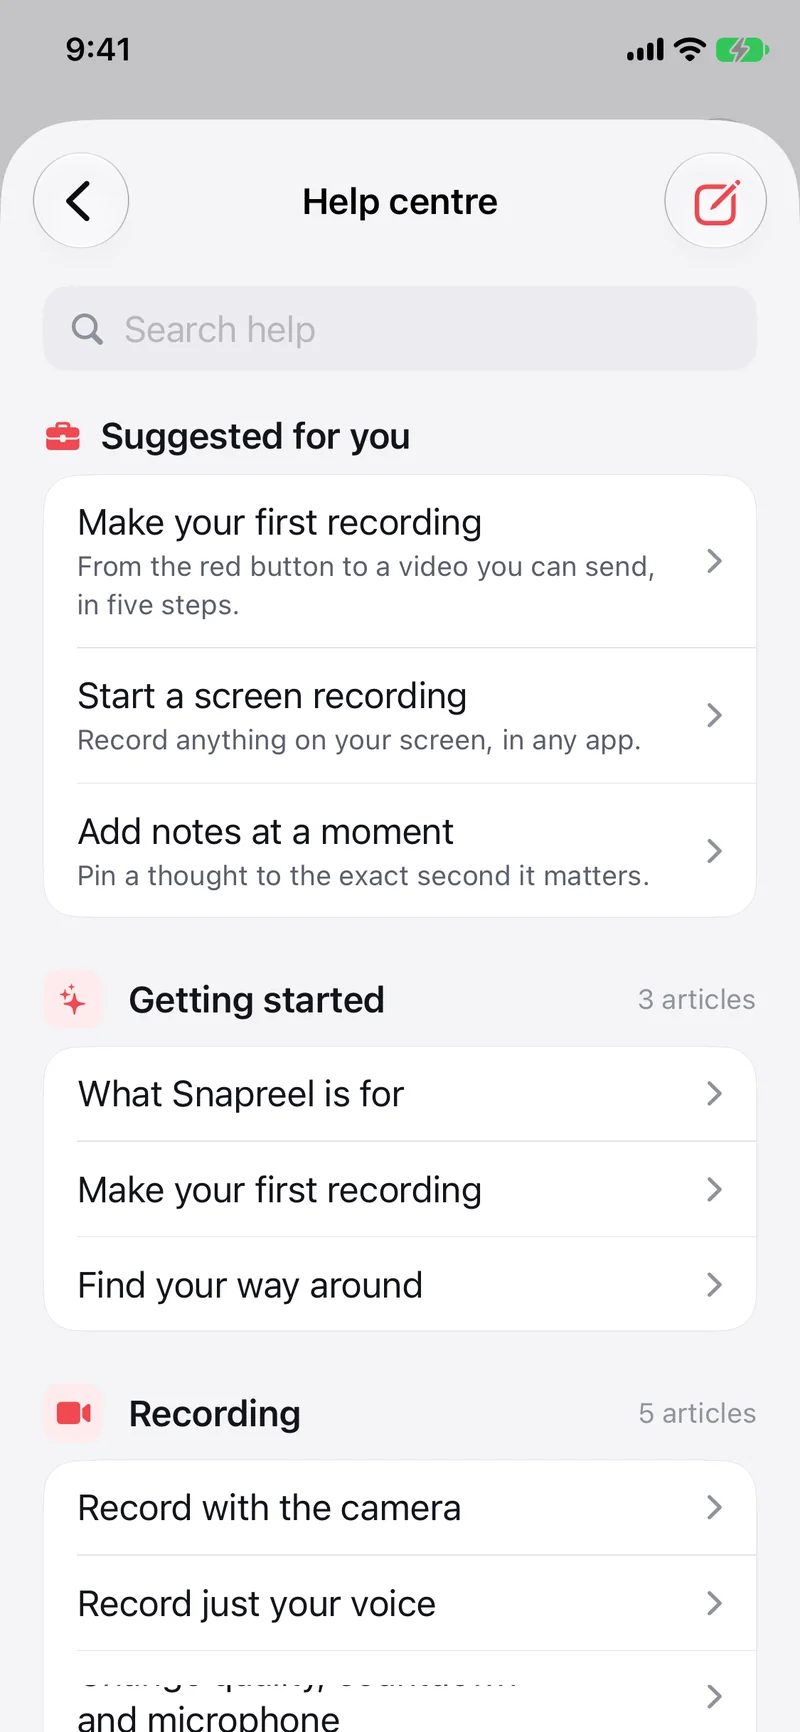 9:41
Help centre
Search help
Suggested for you
Make your first recording
From the red button to a video you can send,
in five steps.
Start a screen recording
Record anything on your screen, in any app.
Add notes at a moment
Pin a thought to the exact second it matters.
Getting started
3 articles
What Snapreel is for
Make your first recording
Find your way around
Recording
5 articles
Record with the camera
Record just your voice
Change quality, countdown
and microphone